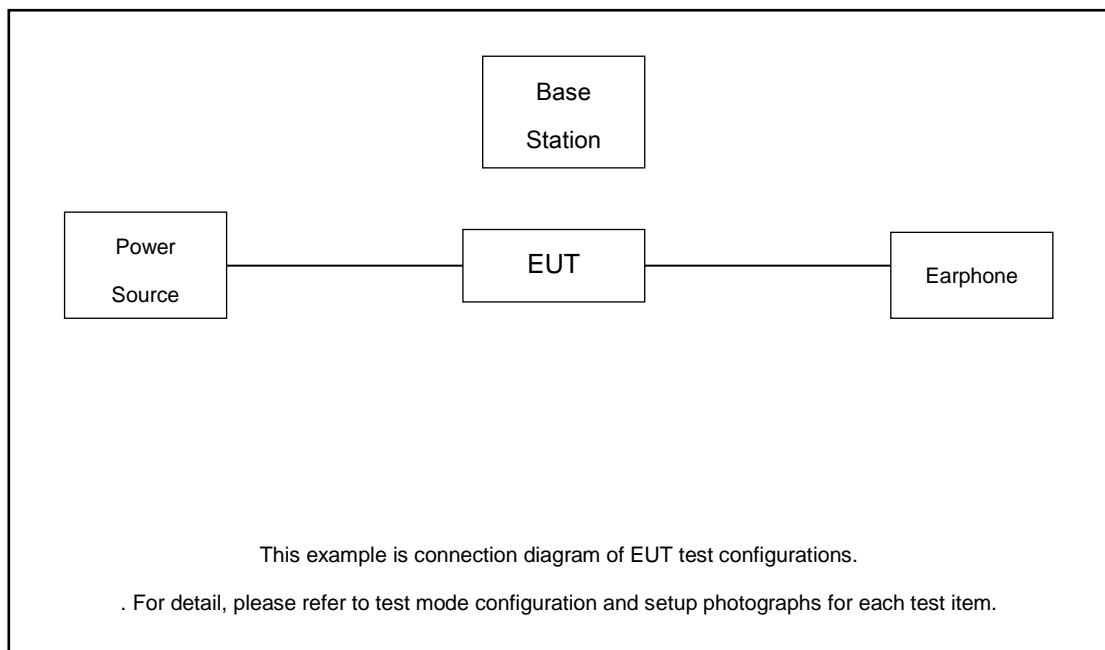 Base
Station
Power
Source
EUT
Earphone
This example is connection diagram of EUT test configurations.
. For detail, please refer to test mode configuration and setup photographs for each test item.